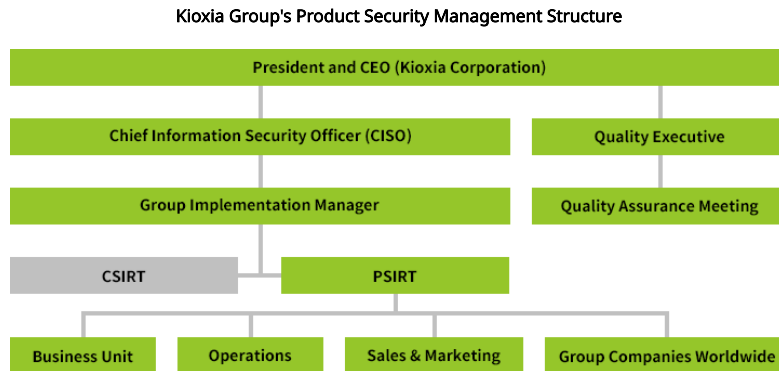 Kioxia Group's Product Security Management Structure
President and CEO (Kioxia Corporation)
Chief Information Security Officer (CISO)
Quality Executive
Group Implementation Manager
Quality Assurance Meeting
CSIRT
PSIRT
Business Unit
Operations
Sales & Marketing
Group Companies Worldwide